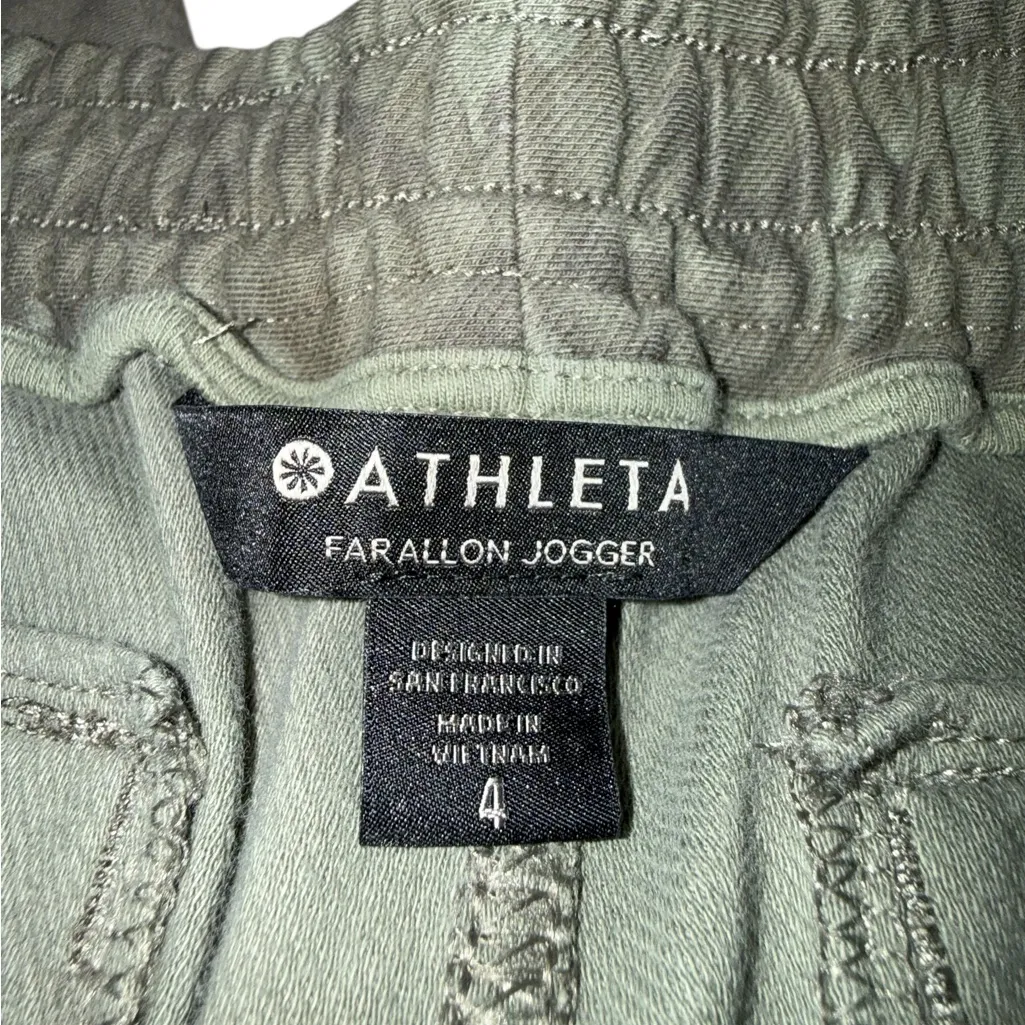 ATHLETA
FARALLON JOGGER
DESIGNED IN
SAN FRANCISCO
MADE IN
VIETNAM
4